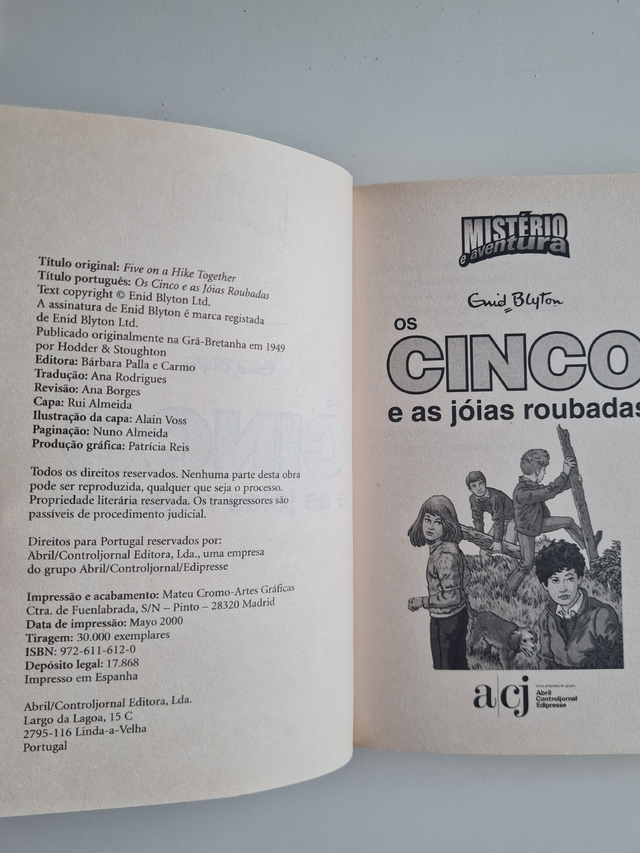 Título original: Five on a Hike Together
Título português: Os Cinco e as Jóias Roubadas
Text copyright © Enid Blyton Ltd.
A assinatura de Enid Blyton é marca registada
de Enid Blyton Ltd.
Publicado originalmente na Grã-Bretanha em 1949
por Hodder & Stoughton
Editora: Bárbara Palla e Carmo
Tradução: Ana Rodrigues
Revisão: Ana Borges
Capa: Rui Almeida
Ilustração da capa: Alain Voss
Paginação: Nuno Almeida
Produção gráfica: Patrícia Reis
Todos os direitos reservados. Nenhuma parte desta obra
pode ser reproduzida, qualquer que seja o processo.
Propriedade literária reservada. Os transgressores são
passíveis de procedimento judicial.
Direitos para Portugal reservados por:
Abril/Controljornal Editora, Lda., uma empresa
do grupo Abril/Controljornal/Edipresse
Impressão e acabamento: Mateu Cromo-Artes Gráficas
Ctra. de Fuenlabrada, S/N – Pinto – 28320 Madrid
Data de impressão: Mayo 2000
Tiragem: 30.000 exemplares
ISBN: 972-611-612-0
Depósito legal: 17.868
Impresso em Espanha
Abril/Controljornal Editora, Lda.
Largo da Lagoa, 15 C
2795-116 Linda-a-Velha
Portugal
MISTÉRIO
e aventura
Enid Blyton
OS
CINCO
e as jóias roubadas
a|cj
Abril
Controljornal
Edipresse